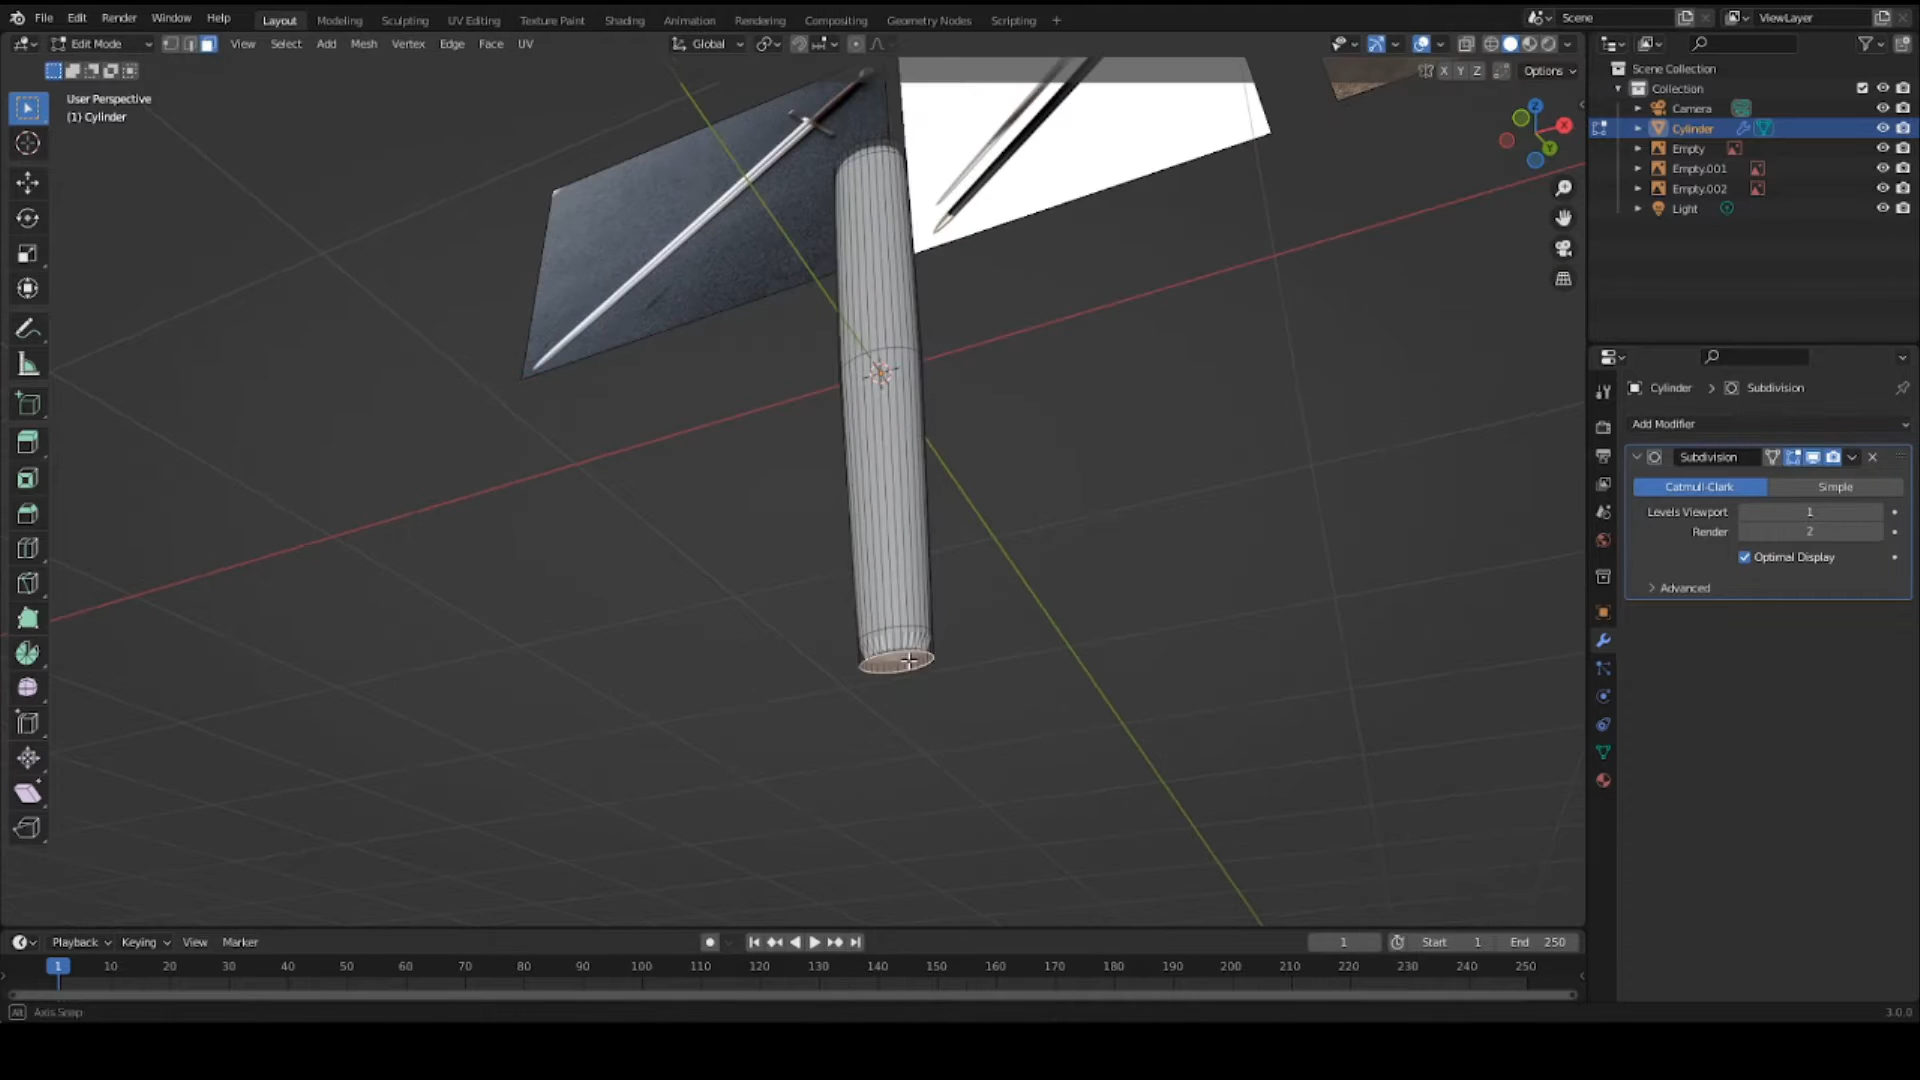 File Edit Render Window Help Layout Modeling Sculpting UV Editing Texture Paint Shading Animation Rendering Compositing Geometry Nodes Scripting + Scene ViewLayer
Edit Mode View Select Add Mesh Vertex Edge Face UV Global
X Y Z Options
User Perspective
(1) Cylinder
Z
X
Y
Scene Collection
Collection
Camera
Cylinder
Empty
Empty.001
Empty.002
Light
Cylinder > Subdivision
Add Modifier
Subdivision
Catmull-Clark Simple
Levels Viewport 1
Render 2
Optimal Display
Advanced
Playback Keying View Marker 1 Start 1 End 250
1 10 20 30 40 50 60 70 80 90 100 110 120 130 140 150 160 170 180 190 200 210 220 230 240 250
Alt Axis Snap 3.0.0